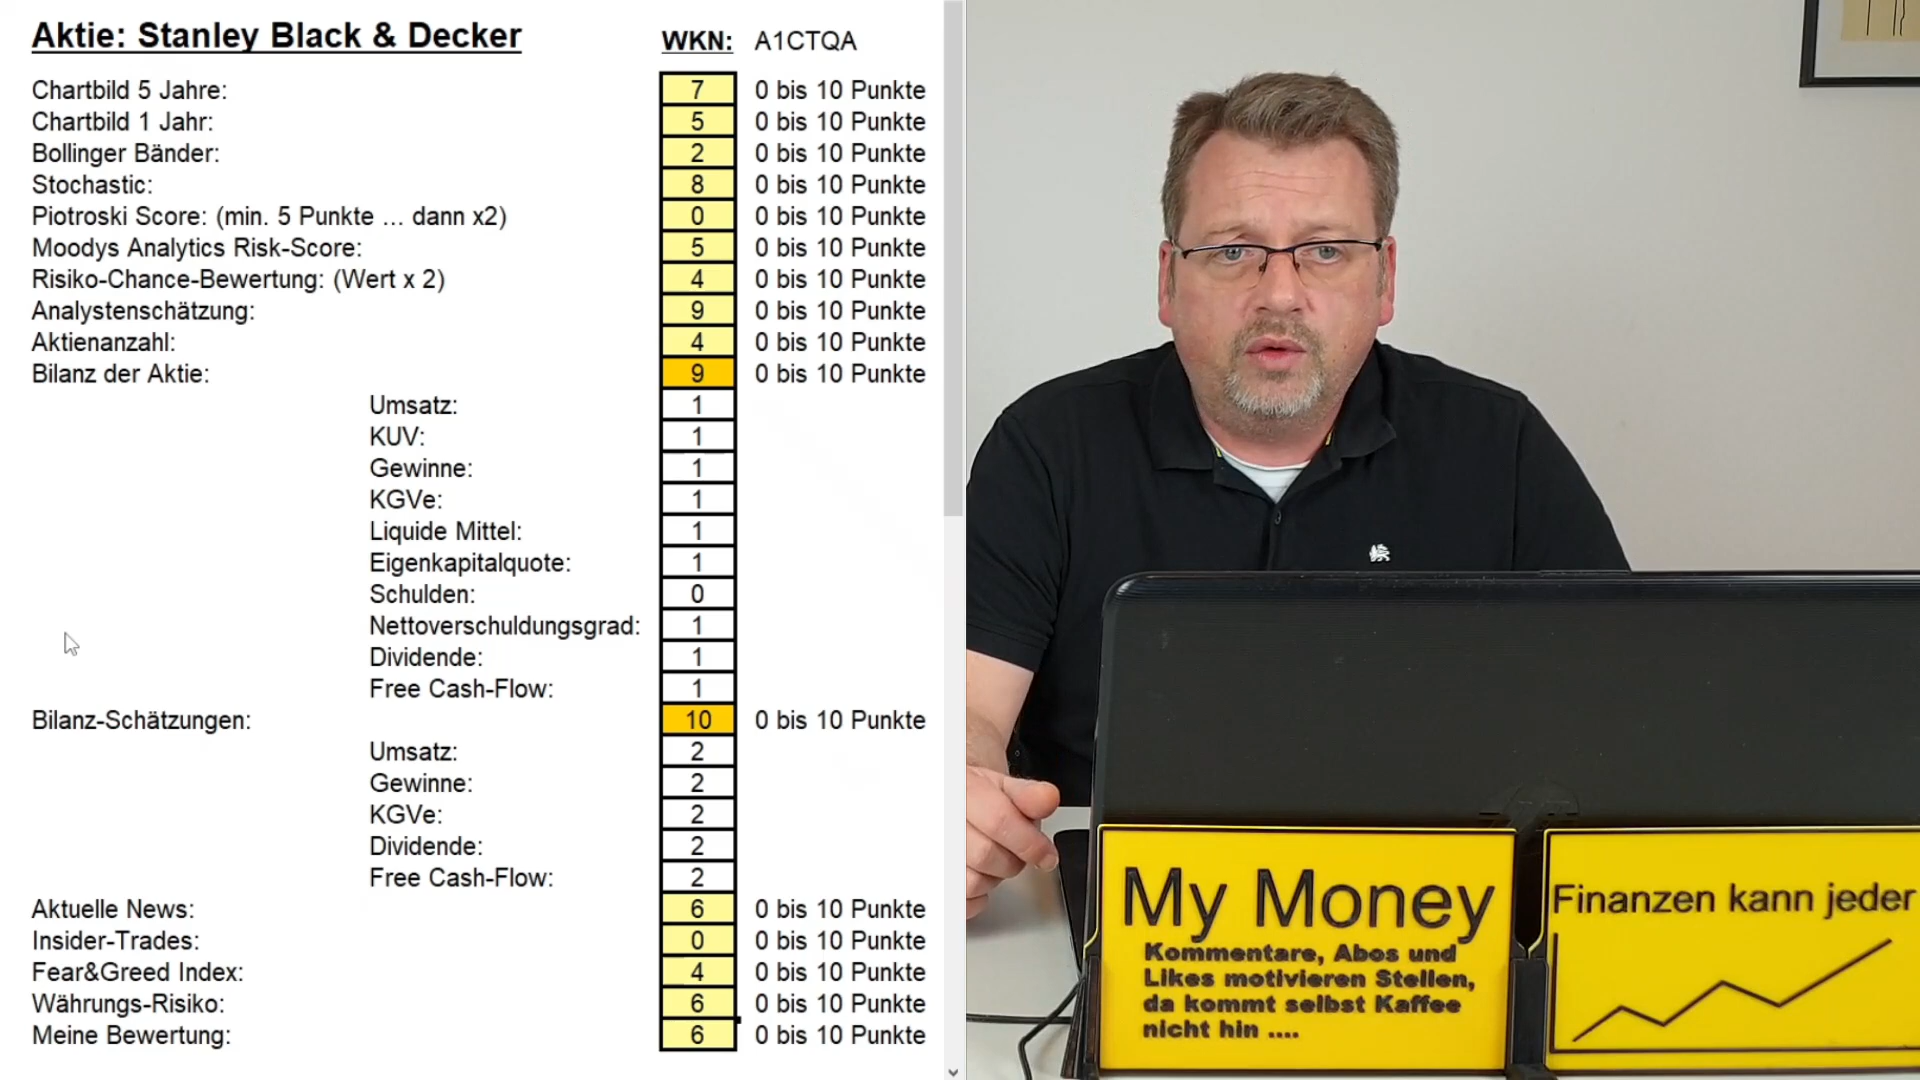 Aktie: Stanley Black & Decker WKN: A1CTQA
Chartbild 5 Jahre: 7 0 bis 10 Punkte
Chartbild 1 Jahr: 5 0 bis 10 Punkte
Bollinger Bänder: 2 0 bis 10 Punkte
Stochastic: 8 0 bis 10 Punkte
Piotroski Score: (min. 5 Punkte ... dann x2) 0 0 bis 10 Punkte
Moodys Analytics Risk-Score: 5 0 bis 10 Punkte
Risiko-Chance-Bewertung: (Wert x 2) 4 0 bis 10 Punkte
Analystenschätzung: 9 0 bis 10 Punkte
Aktienanzahl: 4 0 bis 10 Punkte
Bilanz der Aktie: 9 0 bis 10 Punkte
Umsatz: 1
KUV: 1
Gewinne: 1
KGVe: 1
Liquide Mittel: 1
Eigenkapitalquote: 1
Schulden: 0
Nettoverschuldungsgrad: 1
Dividende: 1
Free Cash-Flow: 1
Bilanz-Schätzungen: 10 0 bis 10 Punkte
Umsatz: 2
Gewinne: 2
KGVe: 2
Dividende: 2
Free Cash-Flow: 2
Aktuelle News: 6 0 bis 10 Punkte
Insider-Trades: 0 0 bis 10 Punkte
Fear&Greed Index: 4 0 bis 10 Punkte
Währungs-Risiko: 6 0 bis 10 Punkte
Meine Bewertung: 6 0 bis 10 Punkte
My Money
Kommentare, Abos und
Likes motivieren Stellen,
da kommt selbst Kaffee
nicht hin ....
Finanzen kann jeder